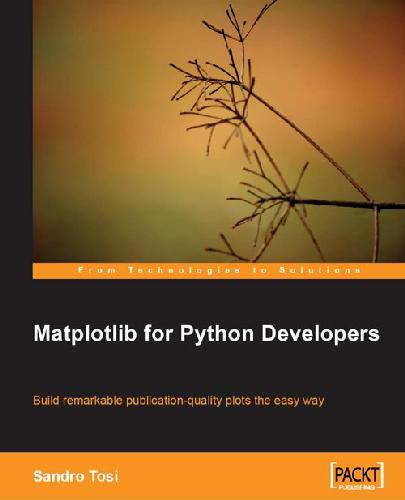 From Technologies to Solutions
Matplotlib for Python Developers
Build remarkable publication-quality plots the easy way
Sandro Tosi
PACKT
PUBLISHING